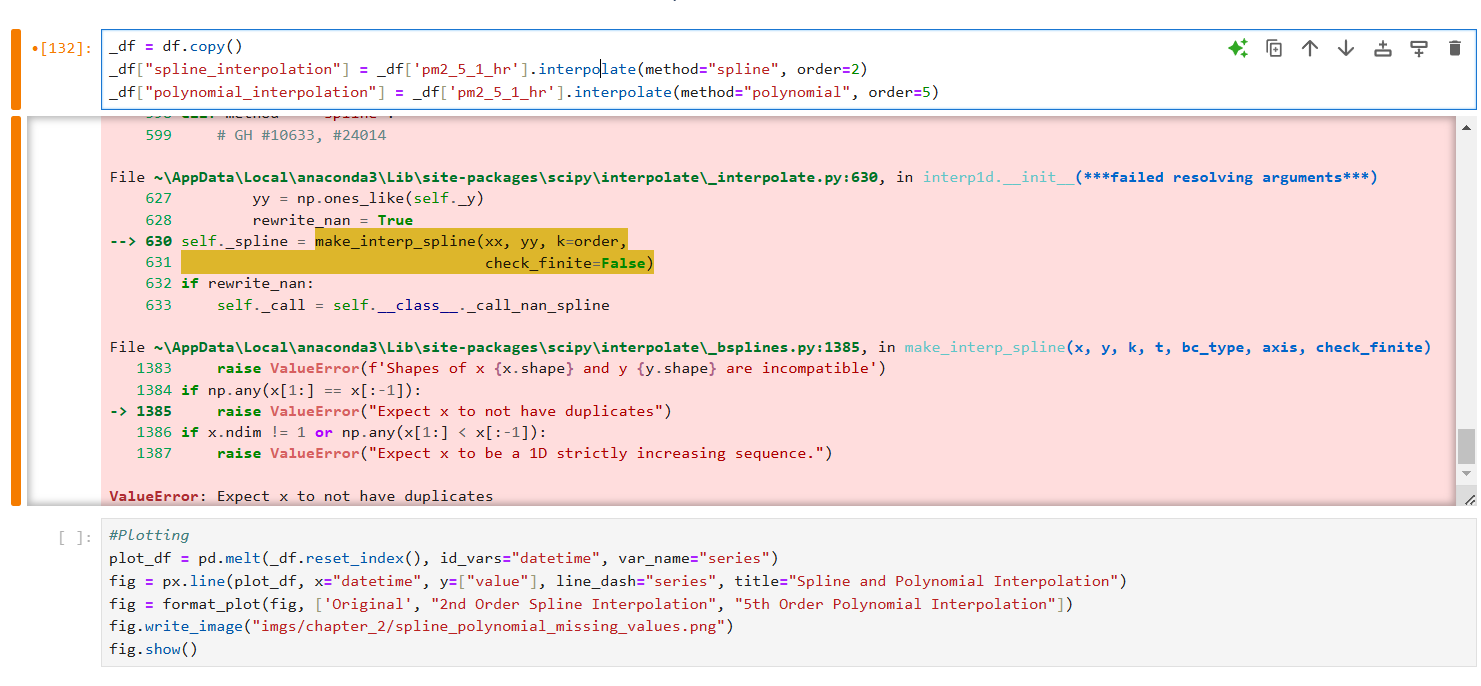 •[132]: _df = df.copy()
_df["spline_interpolation"] = _df['pm2_5_1_hr'].interpolate(method="spline", order=2)
_df["polynomial_interpolation"] = _df['pm2_5_1_hr'].interpolate(method="polynomial", order=5)
599     # GH #10633, #24014
File ~\AppData\Local\anaconda3\Lib\site-packages\scipy\interpolate\_interpolate.py:630, in interp1d.__init__(***failed resolving arguments***)
627         yy = np.ones_like(self._y)
628         rewrite_nan = True
--> 630 self._spline = make_interp_spline(xx, yy, k=order,
631                                   check_finite=False)
632 if rewrite_nan:
633     self._call = self.__class__._call_nan_spline
File ~\AppData\Local\anaconda3\Lib\site-packages\scipy\interpolate\_bsplines.py:1385, in make_interp_spline(x, y, k, t, bc_type, axis, check_finite)
1383     raise ValueError(f'Shapes of x {x.shape} and y {y.shape} are incompatible')
1384 if np.any(x[1:] == x[:-1]):
-> 1385     raise ValueError("Expect x to not have duplicates")
1386 if x.ndim != 1 or np.any(x[1:] < x[:-1]):
1387     raise ValueError("Expect x to be a 1D strictly increasing sequence.")
ValueError: Expect x to not have duplicates
[ ]: #Plotting
plot_df = pd.melt(_df.reset_index(), id_vars="datetime", var_name="series")
fig = px.line(plot_df, x="datetime", y=["value"], line_dash="series", title="Spline and Polynomial Interpolation")
fig = format_plot(fig, ['Original', "2nd Order Spline Interpolation", "5th Order Polynomial Interpolation"])
fig.write_image("imgs/chapter_2/spline_polynomial_missing_values.png")
fig.show()